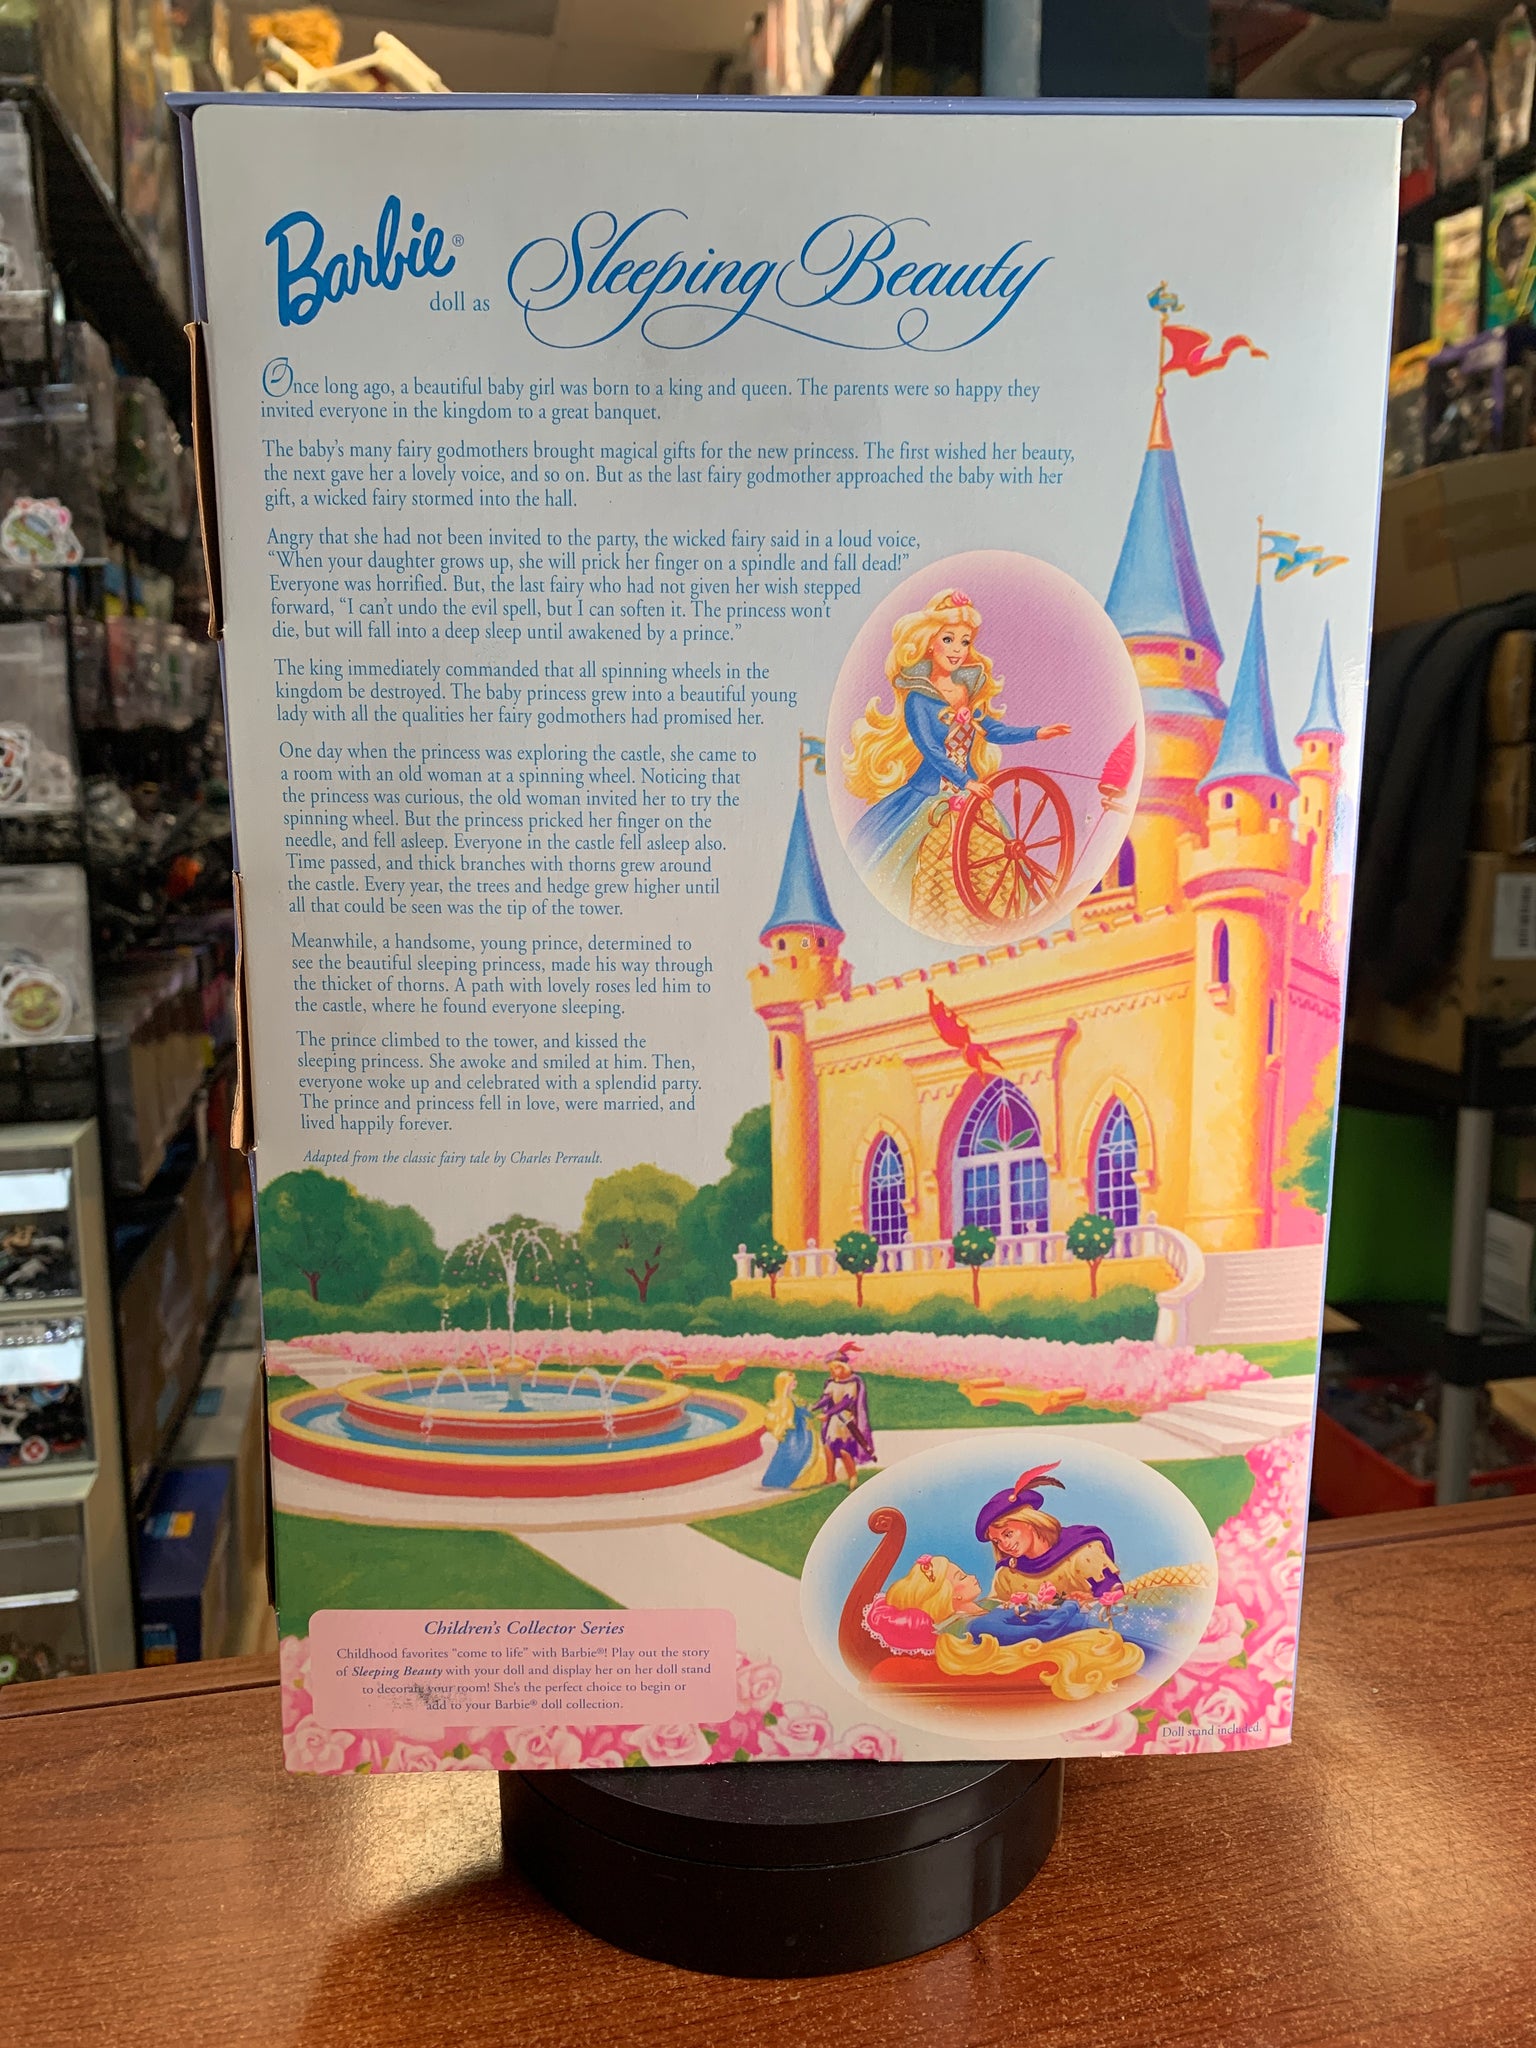 Barbie® doll as Sleeping Beauty
Once long ago, a beautiful baby girl was born to a king and queen. The parents were so happy they
invited everyone in the kingdom to a great banquet.
The baby's many fairy godmothers brought magical gifts for the new princess. The first wished her beauty,
the next gave her a lovely voice, and so on. But as the last fairy godmother approached the baby with her
gift, a wicked fairy stormed into the hall.
Angry that she had not been invited to the party, the wicked fairy said in a loud voice,
“When your daughter grows up, she will prick her finger on a spindle and fall dead!”
Everyone was horrified. But, the last fairy who had not given her wish stepped
forward, “I can't undo the evil spell, but I can soften it. The princess won't
die, but will fall into a deep sleep until awakened by a prince.”
The king immediately commanded that all spinning wheels in the
kingdom be destroyed. The baby princess grew into a beautiful young
lady with all the qualities her fairy godmothers had promised her.
One day when the princess was exploring the castle, she came to
a room with an old woman at a spinning wheel. Noticing that
the princess was curious, the old woman invited her to try the
spinning wheel. But the princess pricked her finger on the
needle, and fell asleep. Everyone in the castle fell asleep also.
Time passed, and thick branches with thorns grew around
the castle. Every year, the trees and hedge grew higher until
all that could be seen was the tip of the tower.
Meanwhile, a handsome, young prince, determined to
see the beautiful sleeping princess, made his way through
the thicket of thorns. A path with lovely roses led him to
the castle, where he found everyone sleeping.
The prince climbed to the tower, and kissed the
sleeping princess. She awoke and smiled at him. Then,
everyone woke up and celebrated with a splendid party.
The prince and princess fell in love, were married, and
lived happily forever.
Adapted from the classic fairy tale by Charles Perrault.
Children's Collector Series
Childhood favorites “come to life” with Barbie®! Play out the story
of Sleeping Beauty with your doll and display her on her doll stand
to decorate your room! She's the perfect choice to begin or
add to your Barbie® doll collection.
Doll stand included.